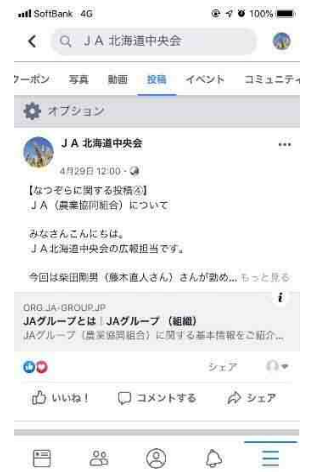 SoftBank 4G 100%
JA 北海道中央会
クーポン 写真 動画 投稿 イベント コミュニティ
オプション
JA 北海道中央会
4月29日 12:00
【なつぞらに関する投稿④】
JA（農業協同組合）について
みなさんこんにちは。
JA北海道中央会の広報担当です。
今回は柴田剛男（藤木直人さん）さんが勤め... もっと見る
ORG.JA-GROUP.JP
JAグループとは｜JAグループ （組織）
JAグループ（農業協同組合）に関する基本情報をご紹介...
シェア
いいね！ コメントする シェア